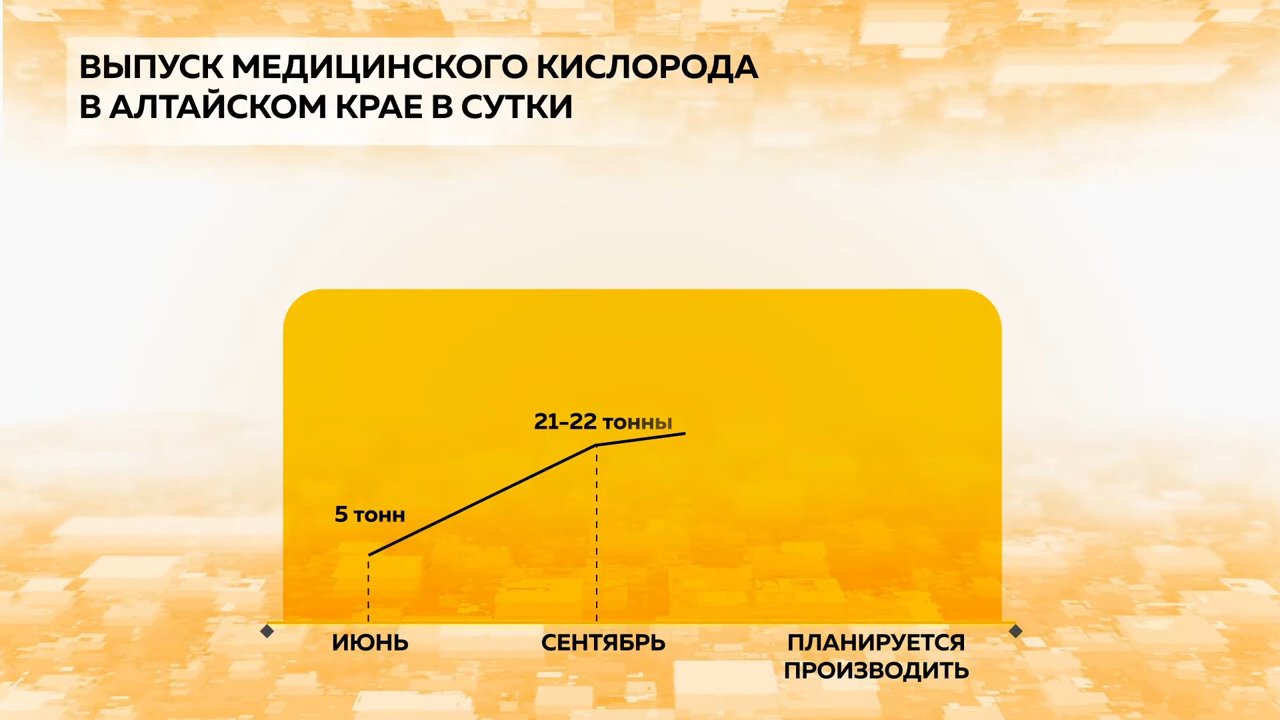 ВЫПУСК МЕДИЦИНСКОГО КИСЛОРОДА
В АЛТАЙСКОМ КРАЕ В СУТКИ
21-22 тонны
5 тонн
ИЮНЬ
СЕНТЯБРЬ
ПЛАНИРУЕТСЯ
ПРОИЗВОДИТЬ